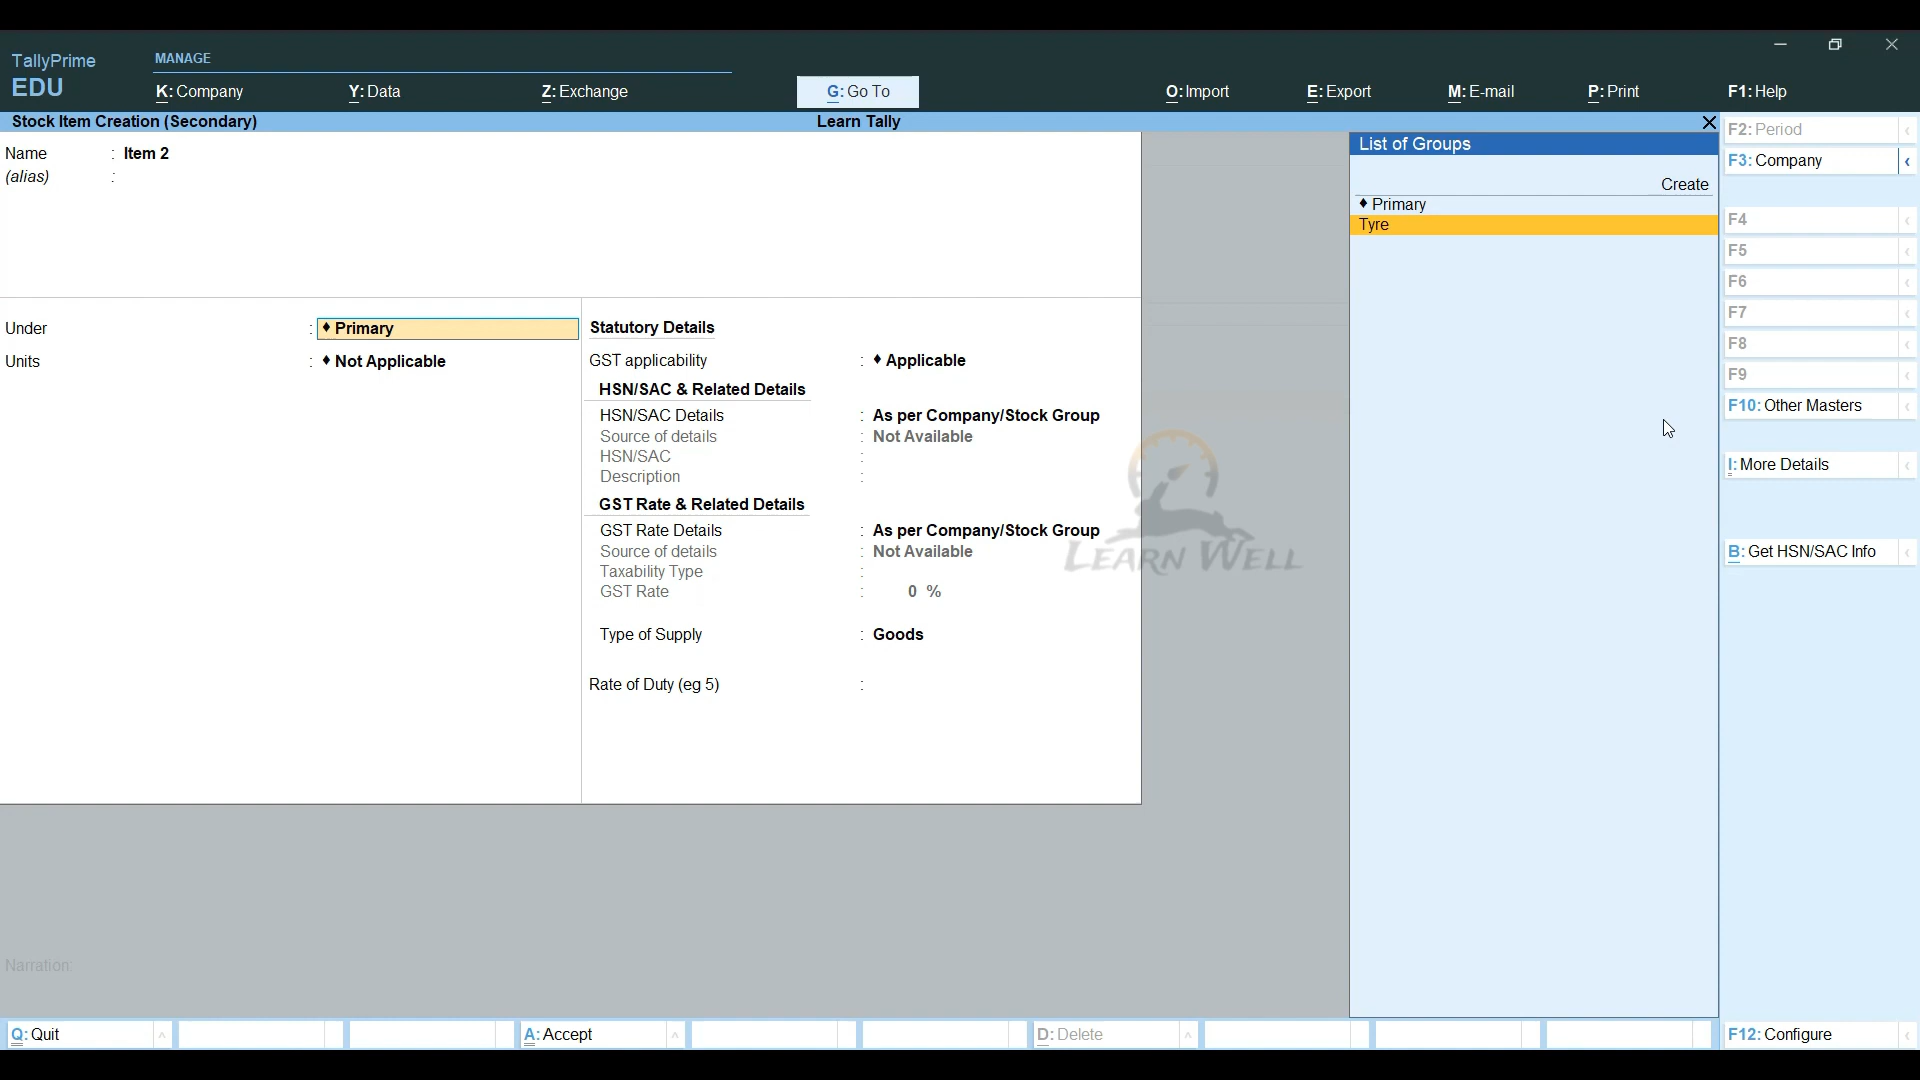 TallyPrime
EDU
MANAGE
K: Company
Y: Data
Z: Exchange
G: Go To
O: Import
E: Export
M: E-mail
P: Print
F1: Help
Stock Item Creation (Secondary)
Learn Tally
Name : Item 2
(alias) :
Under : ♦ Primary
Units : ♦ Not Applicable
Statutory Details
GST applicability : ♦ Applicable
HSN/SAC & Related Details
HSN/SAC Details : As per Company/Stock Group
Source of details : Not Available
HSN/SAC :
Description :
GST Rate & Related Details
GST Rate Details : As per Company/Stock Group
Source of details : Not Available
Taxability Type :
GST Rate : 0 %
Type of Supply : Goods
Rate of Duty (eg 5) :
LEARN WELL
Narration:
List of Groups
Create
♦ Primary
Tyre
F2: Period
F3: Company
F4
F5
F6
F7
F8
F9
F10: Other Masters
I: More Details
B: Get HSN/SAC Info
Q: Quit
A: Accept
D: Delete
F12: Configure